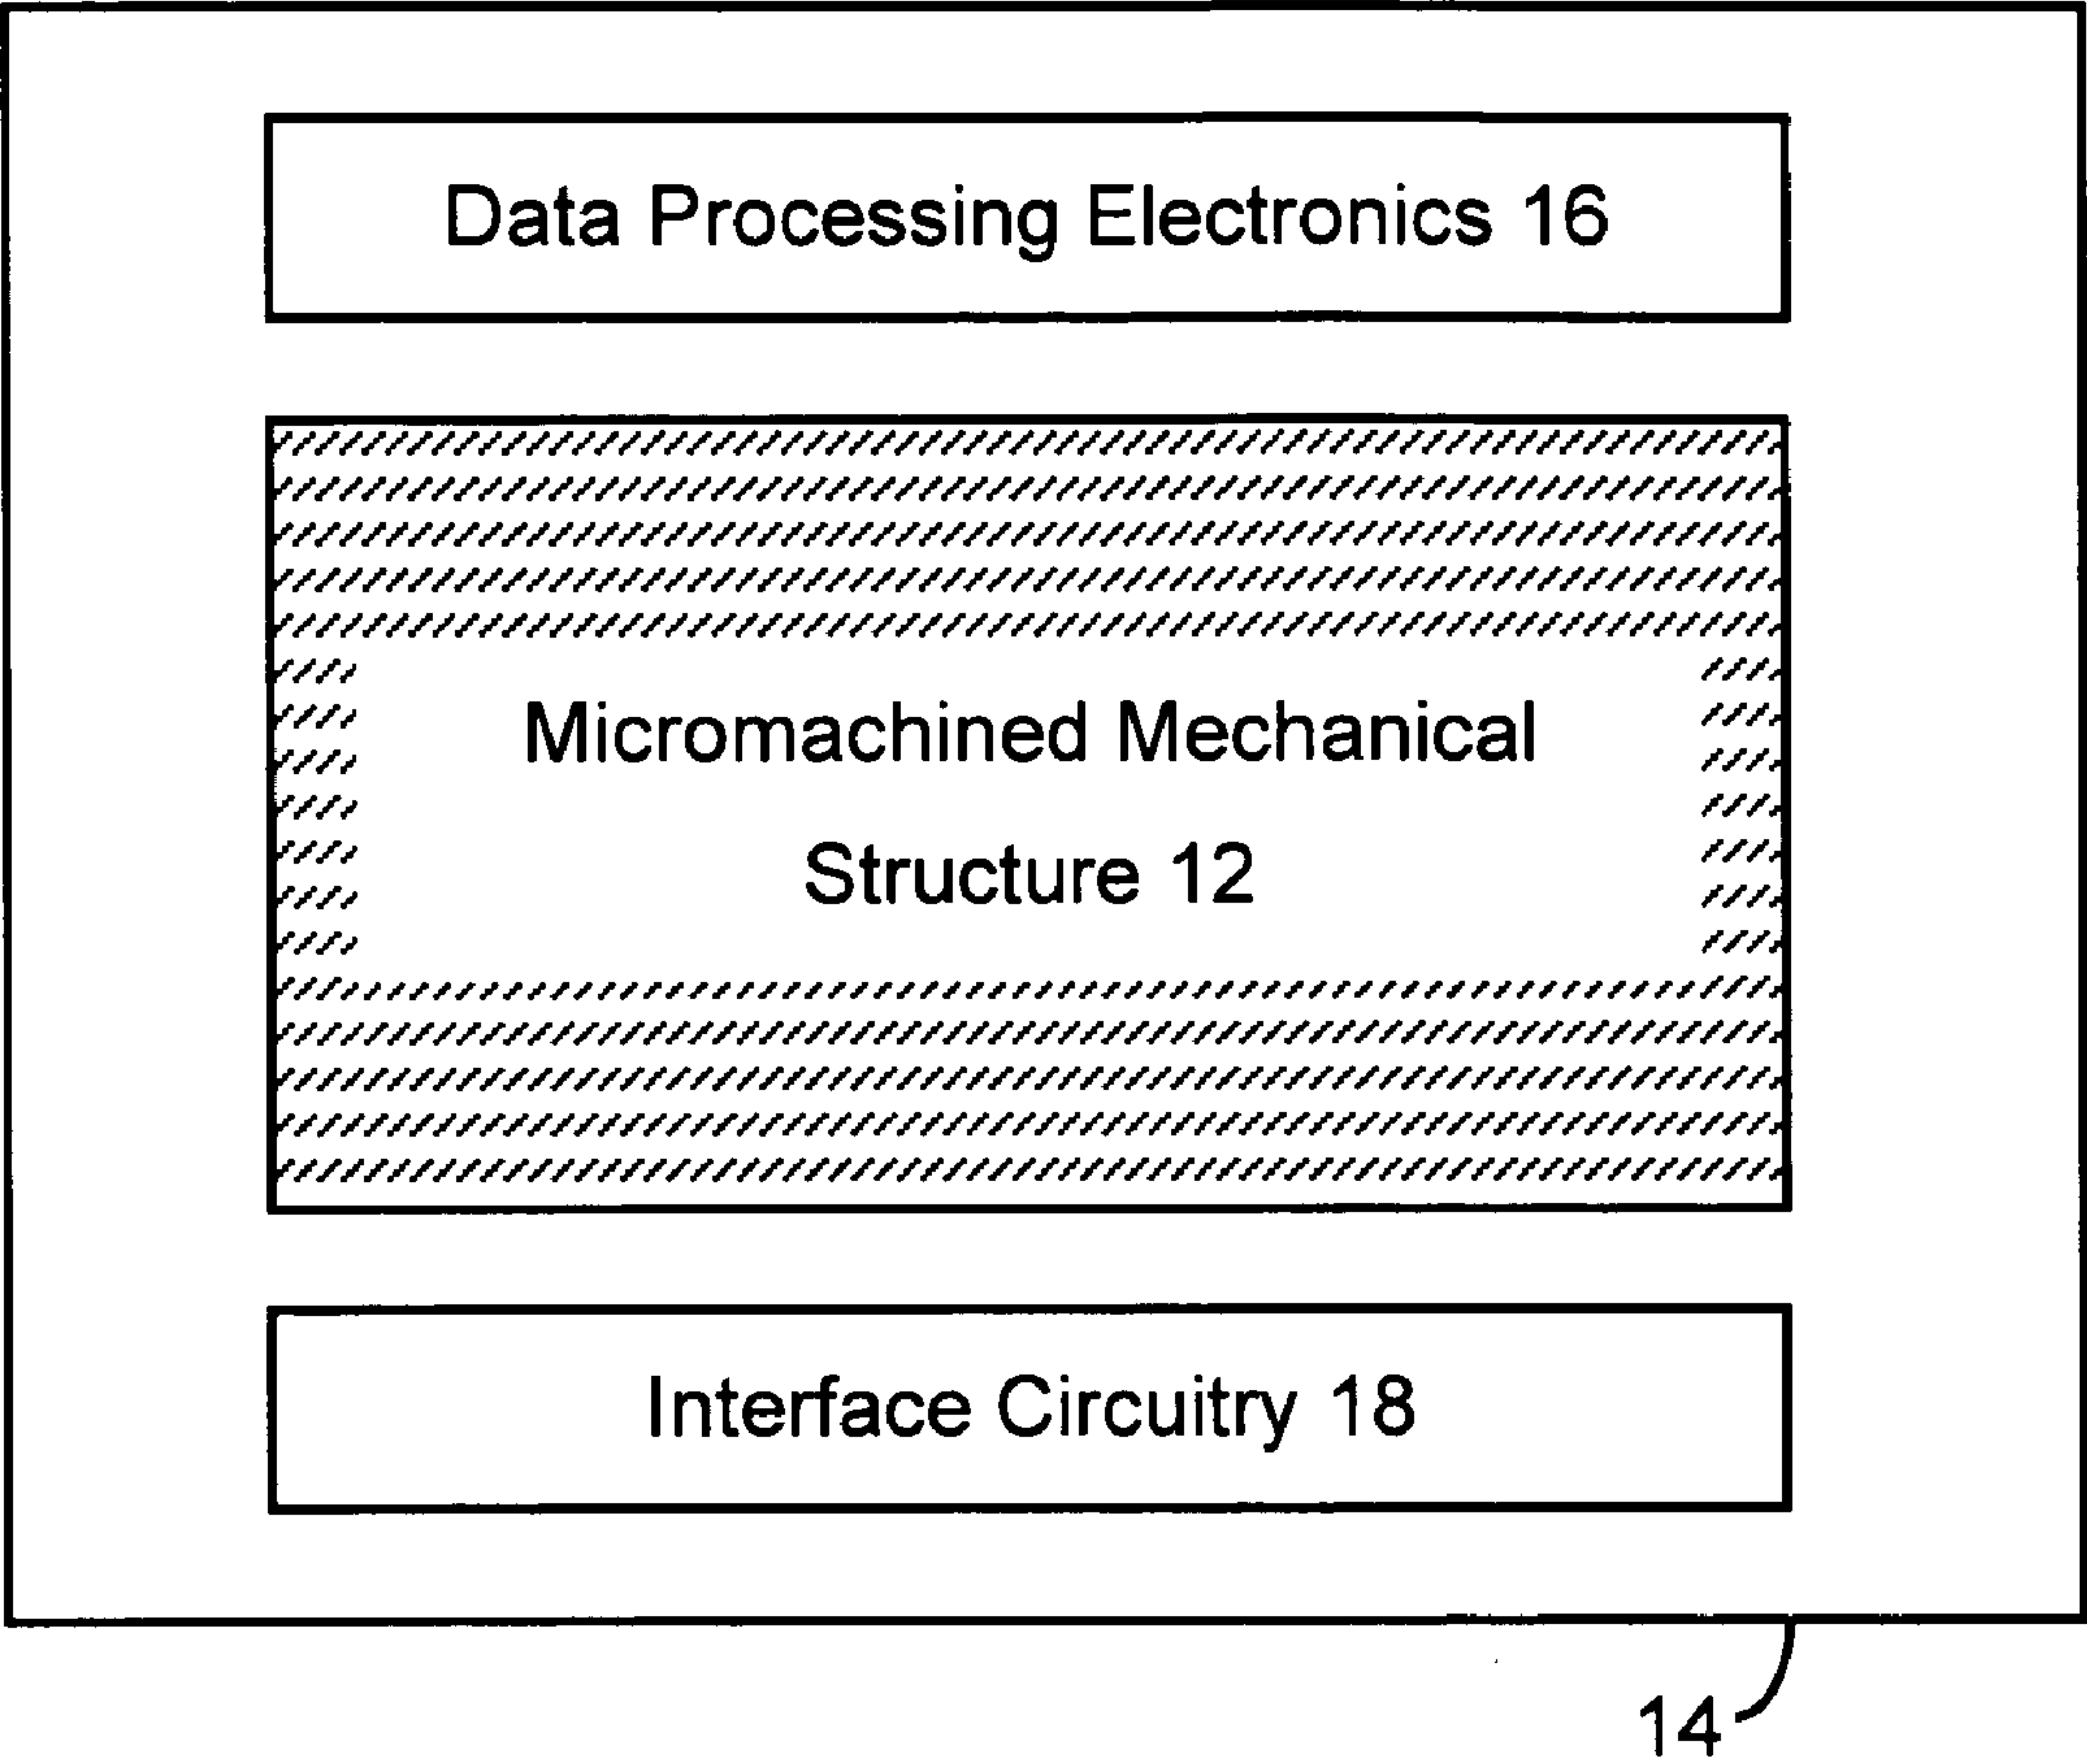 Data Processing Electronics 16
Micromachined Mechanical
Structure 12
Interface Circuitry 18
14